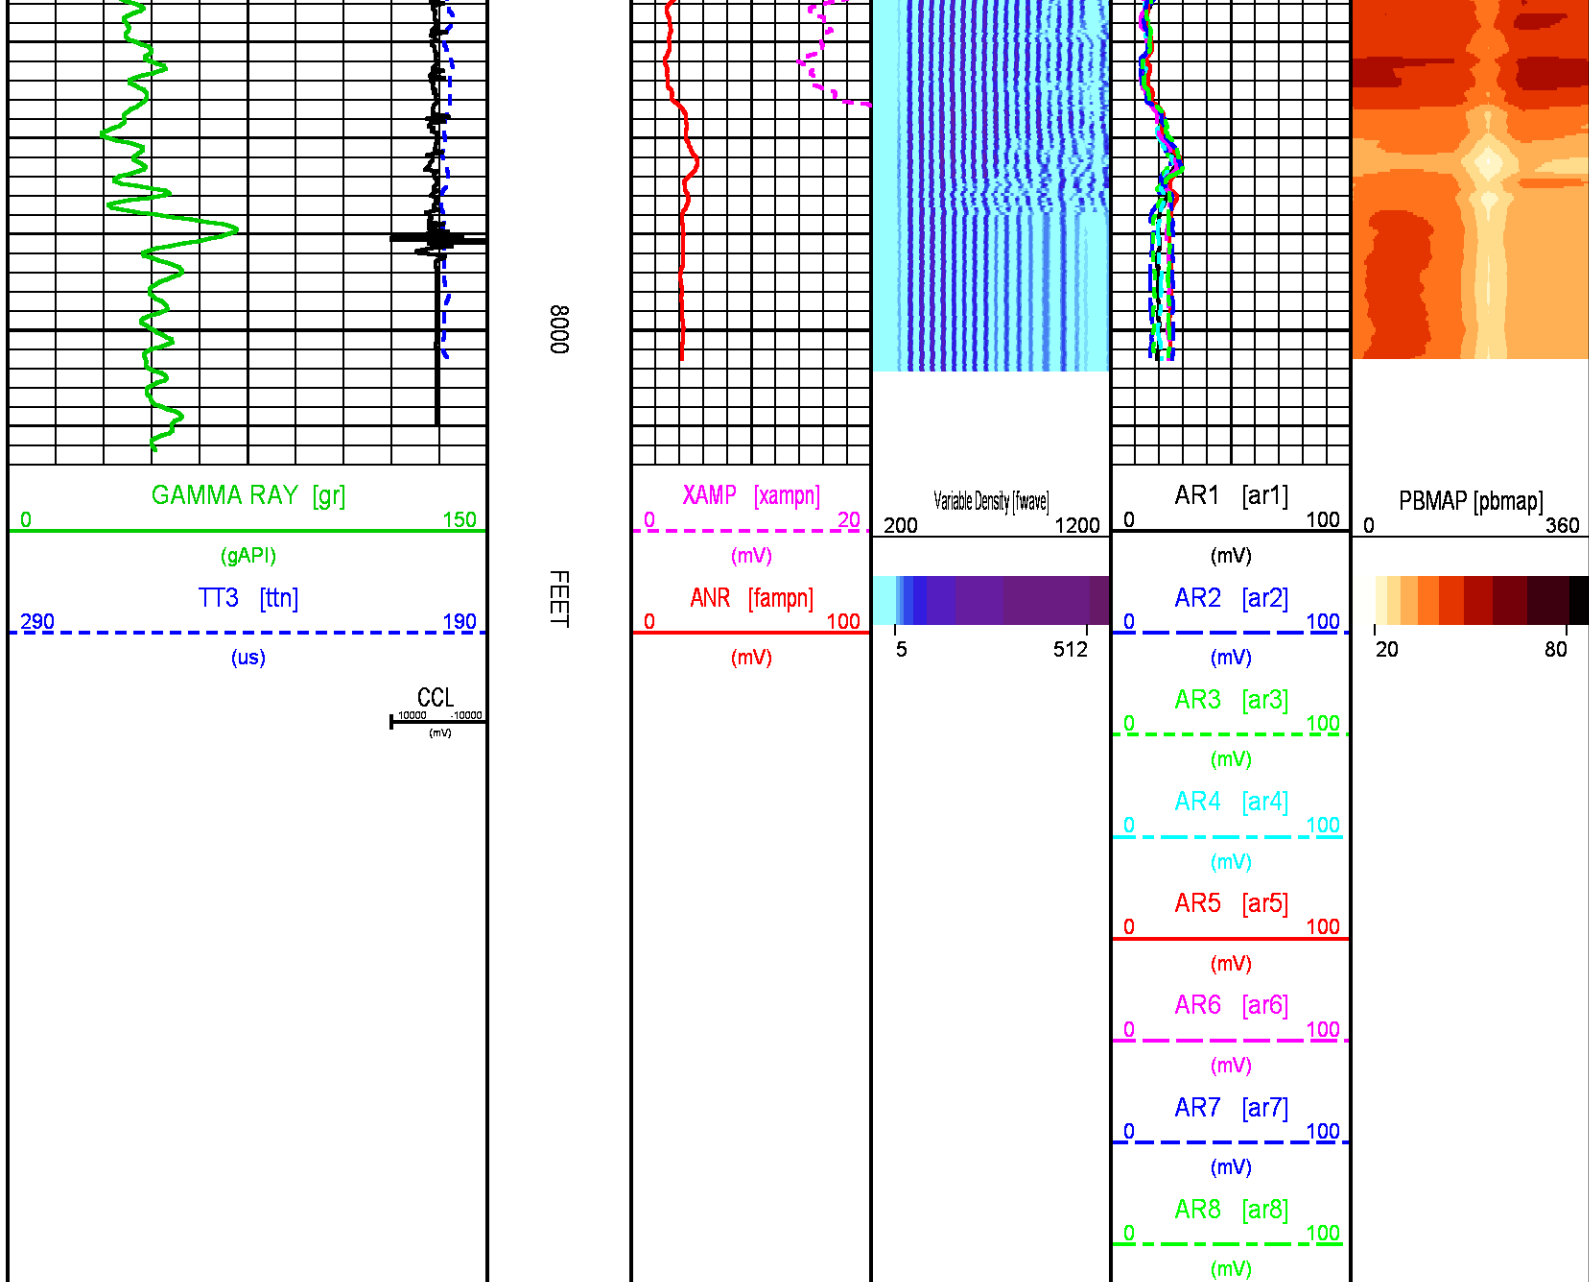 8000
FEET
GAMMA RAY [gr]
0 150
(gAPI)
TT3 [ttn]
290 190
(us)
CCL
10000 -10000
(mV)
XAMP [xampn]
0 20
(mV)
ANR [fampn]
0 100
(mV)
Variable Density [fwave]
200 1200
5 512
AR1 [ar1]
0 100
(mV)
AR2 [ar2]
0 100
(mV)
AR3 [ar3]
0 100
(mV)
AR4 [ar4]
0 100
(mV)
AR5 [ar5]
0 100
(mV)
AR6 [ar6]
0 100
(mV)
AR7 [ar7]
0 100
(mV)
AR8 [ar8]
0 100
(mV)
PBMAP [pbmap]
0 360
20 80